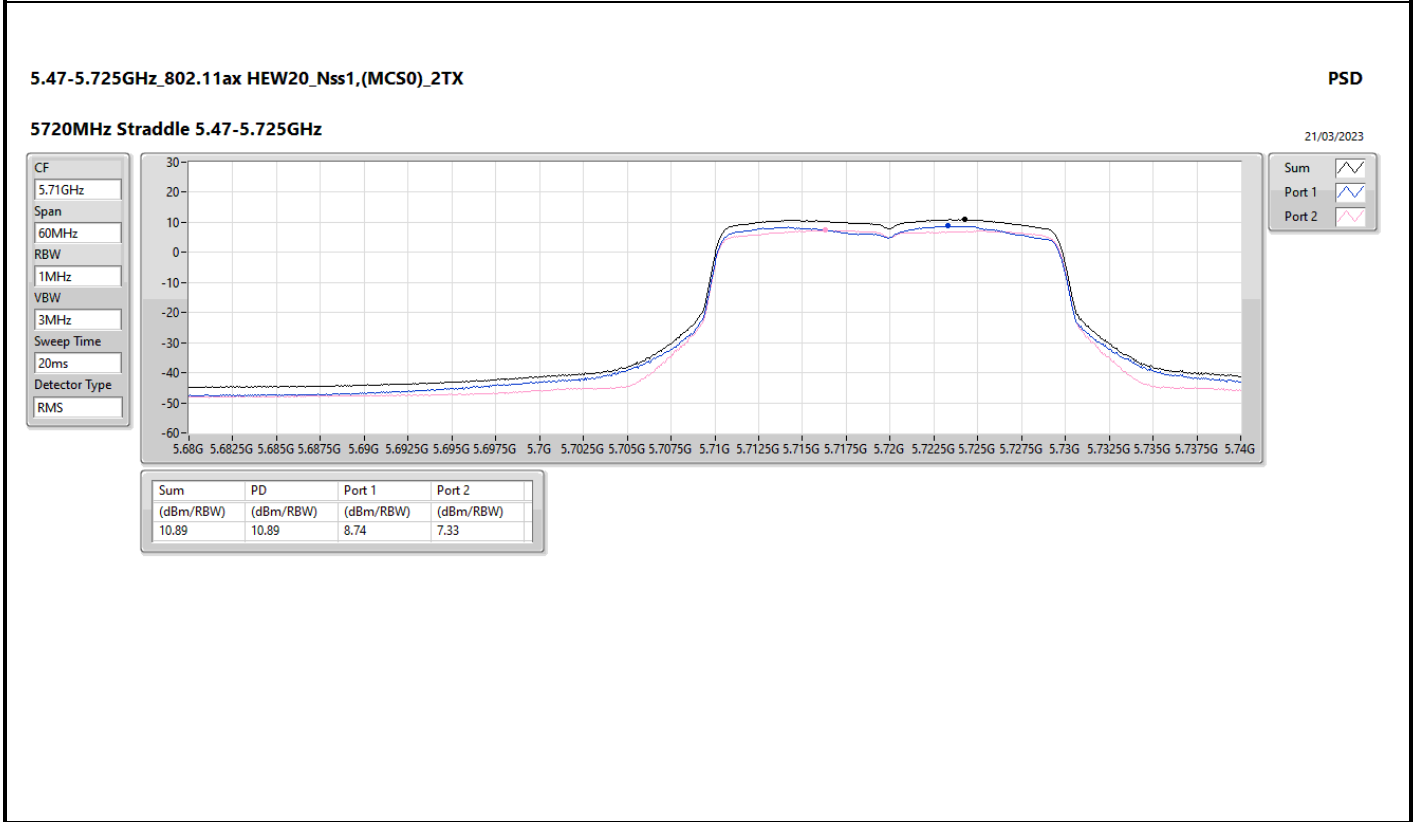 5.47-5.725GHz_802.11ax HEW20_Nss1,(MCS0)_2TX
PSD
5720MHz Straddle 5.47-5.725GHz
21/03/2023
CF
5.71GHz
Span
60MHz
RBW
1MHz
VBW
3MHz
Sweep Time
20ms
Detector Type
RMS
30
20
10
0
-10
-20
-30
-40
-50
-60
5.68G 5.6825G 5.685G 5.6875G 5.69G 5.6925G 5.695G 5.6975G 5.7G 5.7025G 5.705G 5.7075G 5.71G 5.7125G 5.715G 5.7175G 5.72G 5.7225G 5.725G 5.7275G 5.73G 5.7325G 5.735G 5.7375G 5.74G
Sum
Port 1
Port 2
Sum PD Port 1 Port 2
(dBm/RBW) (dBm/RBW) (dBm/RBW) (dBm/RBW)
10.89 10.89 8.74 7.33